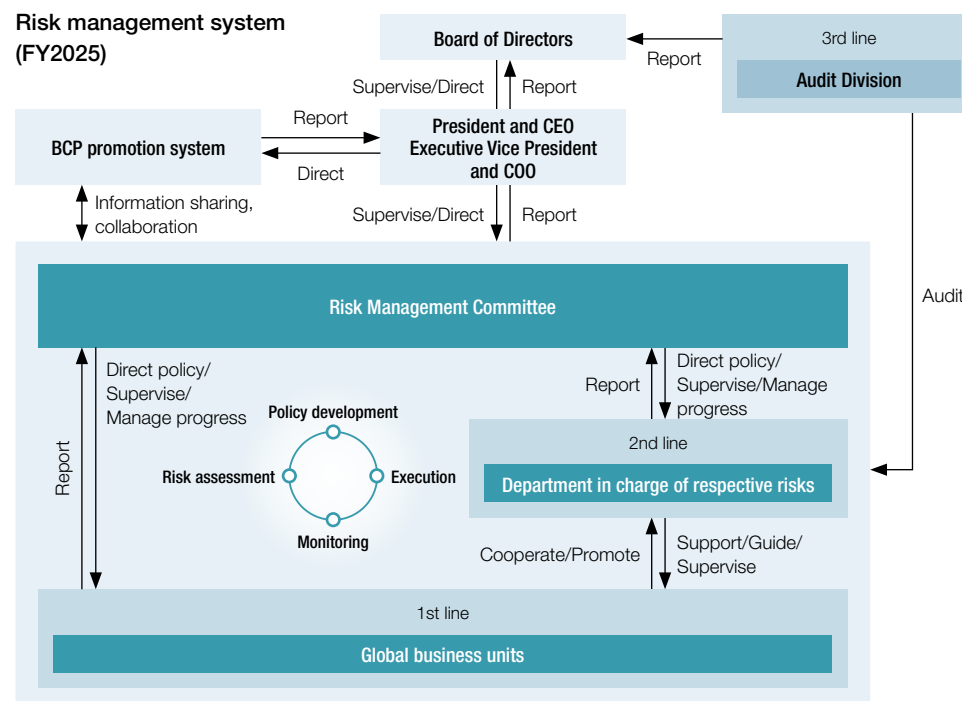 Risk management system
(FY2025)
Board of Directors
3rd line
Audit Division
Report
Supervise/Direct
Report
BCP promotion system
Report
Direct
President and CEO
Executive Vice President
and COO
Information sharing,
collaboration
Supervise/Direct
Report
Audit
Risk Management Committee
Report
Direct policy/
Supervise/
Manage progress
Policy development
Risk assessment
Execution
Monitoring
Report
Direct policy/
Supervise/Manage
progress
2nd line
Department in charge of respective risks
Cooperate/Promote
Support/Guide/
Supervise
1st line
Global business units